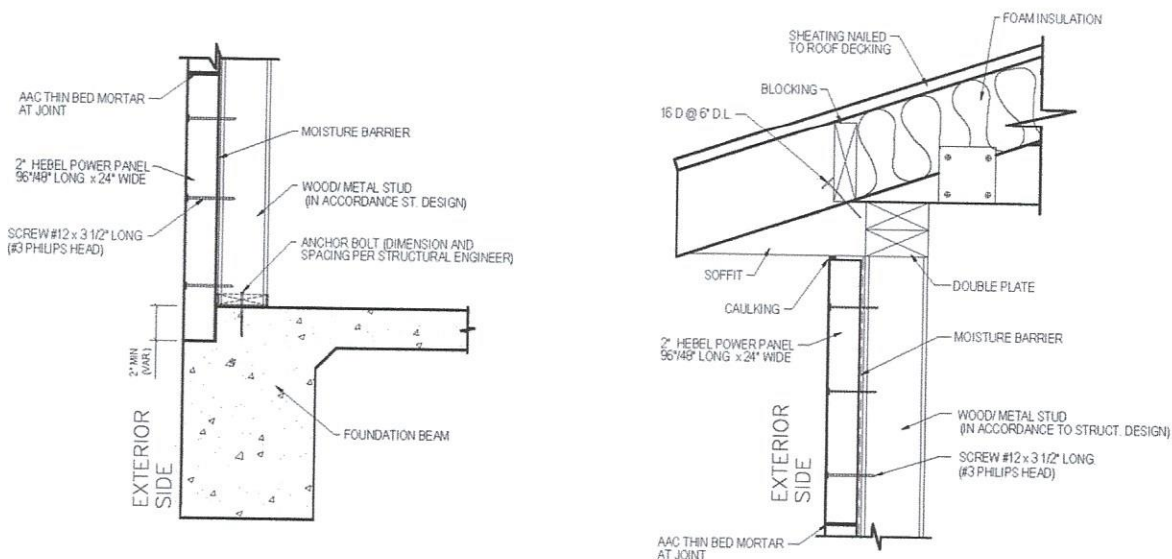 AAC THIN BED MORTAR
AT JOINT
MOISTURE BARRIER
2" HEBEL POWER PANEL
96"/48" LONG x 24" WIDE
WOOD/ METAL STUD
(IN ACCORDANCE ST. DESIGN)
SCREW #12 x 3 1/2" LONG
(#3 PHILIPS HEAD)
ANCHOR BOLT (DIMENSION AND
SPACING PER STRUCTURAL ENGINEER)
2" MIN
(VAR.)
EXTERIOR
SIDE
FOUNDATION BEAM
FOAM INSULATION
SHEATING NAILED
TO ROOF DECKING
BLOCKING
16 D @ 6" D.L
SOFFIT
DOUBLE PLATE
CAULKING
2" HEBEL POWER PANEL
96"/48" LONG x 24" WIDE
MOISTURE BARRIER
EXTERIOR
SIDE
WOOD/ METAL STUD
(IN ACCORDANCE TO STRUCT. DESIGN)
SCREW #12 x 3 1/2" LONG
(#3 PHILIPS HEAD)
AAC THIN BED MORTAR
AT JOINT